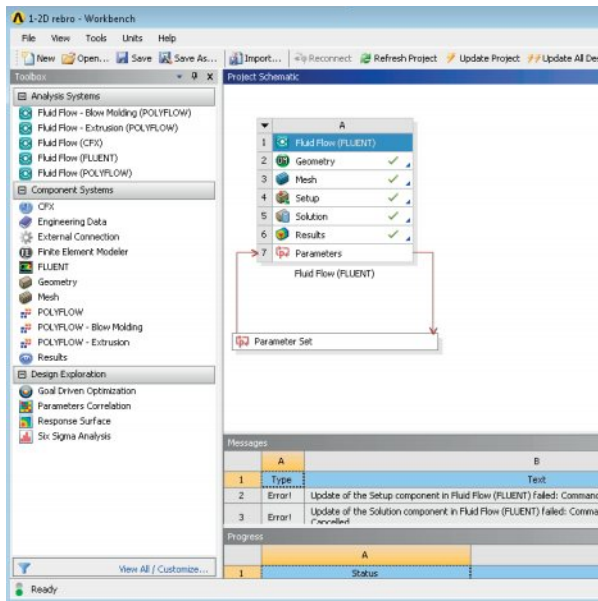 1-2D rebro - Workbench
File View Tools Units Help
New Open... Save Save As... Import... Reconnect Refresh Project Update Project Update All Des
Toolbox
Analysis Systems
Fluid Flow - Blow Molding (POLYFLOW)
Fluid Flow - Extrusion (POLYFLOW)
Fluid Flow (CFX)
Fluid Flow (FLUENT)
Fluid Flow (POLYFLOW)
Component Systems
CFX
Engineering Data
External Connection
Finite Element Modeler
FLUENT
Geometry
Mesh
POLYFLOW
POLYFLOW - Blow Molding
POLYFLOW - Extrusion
Results
Design Exploration
Goal Driven Optimization
Parameters Correlation
Response Surface
Six Sigma Analysis
View All / Customize...
Project Schematic
A
1 Fluid Flow (FLUENT)
2 Geometry
3 Mesh
4 Setup
5 Solution
6 Results
7 Parameters
Fluid Flow (FLUENT)
Parameter Set
Messages
A B
1 Type Text
2 Error! Update of the Setup component in Fluid Flow (FLUENT) failed: Command
3 Error! Update of the Solution component in Fluid Flow (FLUENT) failed: Comma
Cancelled
Progress
A
1 Status
Ready